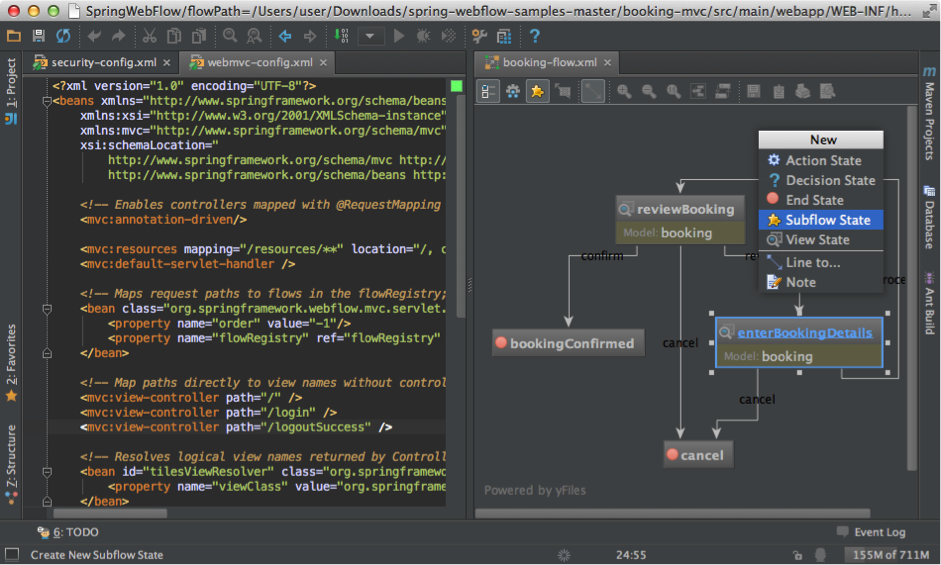 SpringWebFlow/flowPath=/Users/user/Downloads/spring-webflow-samples-master/booking-mvc/src/main/webapp/WEB-INF/h...
1: Project
2: Favorites
Z: Structure
security-config.xml
webmvc-config.xml
<?xml version="1.0" encoding="UTF-8"?>
<beans xmlns="http://www.springframework.org/schema/beans
xmlns:xsi="http://www.w3.org/2001/XMLSchema-instance"
xmlns:mvc="http://www.springframework.org/schema/mvc"
xsi:schemaLocation="
http://www.springframework.org/schema/mvc http://
http://www.springframework.org/schema/beans http:
<!-- Enables controllers mapped with @RequestMapping
<mvc:annotation-driven/>
<mvc:resources mapping="/resources/**" location="/, c
<mvc:default-servlet-handler />
<!-- Maps request paths to flows in the flowRegistry;
<bean class="org.springframework.webflow.mvc.servlet.
<property name="order" value="-1"/>
<property name="flowRegistry" ref="flowRegistry"
</bean>
<!-- Map paths directly to view names without control
<mvc:view-controller path="/" />
<mvc:view-controller path="/login" />
<mvc:view-controller path="/logoutSuccess" />
<!-- Resolves logical view names returned by Controll
<bean id="tilesViewResolver" class="org.springframewo
<property name="viewClass" value="org.springframe
</bean>
booking-flow.xml
New
Action State
Decision State
End State
Subflow State
View State
Line to...
Note
reviewBooking
Model: booking
confirm
rev
roce
bookingConfirmed
cancel
enterBookingDetails
Model: booking
cancel
cancel
Powered by yFiles
Maven Projects
Database
Ant Build
6: TODO
Event Log
Create New Subflow State
24:55
155M of 711M